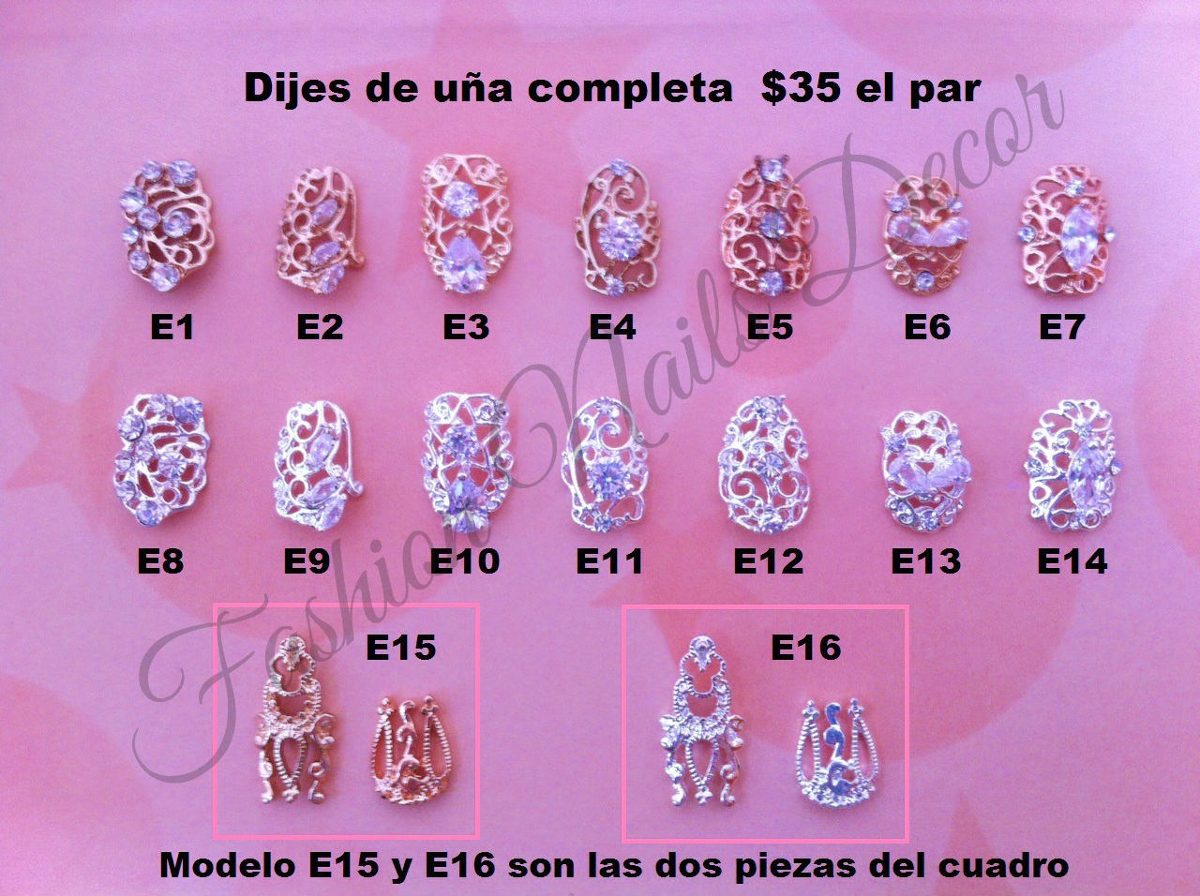 Dijes de uña completa $35 el par
E1 E2 E3 E4 E5 E6 E7
E8 E9 E10 E11 E12 E13 E14
E15 E16
Modelo E15 y E16 son las dos piezas del cuadro
Fashion Nails Decor